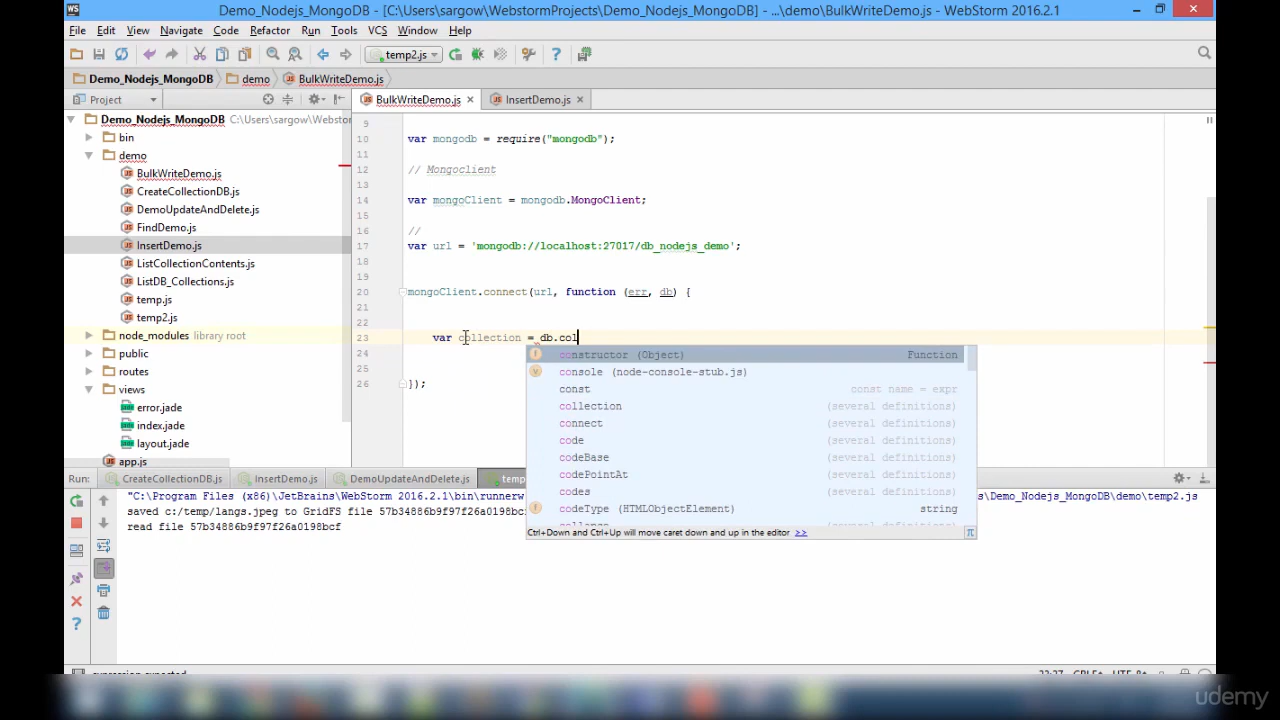 Demo_Nodejs_MongoDB - [C:\Users\sargow\WebstormProjects\Demo_Nodejs_MongoDB] - ...\demo\BulkWriteDemo.js - WebStorm 2016.2.1
File Edit View Navigate Code Refactor Run Tools VCS Window Help
temp2.js
Demo_Nodejs_MongoDB demo BulkWriteDemo.js
Project
BulkWriteDemo.js InsertDemo.js
Demo_Nodejs_MongoDB C:\Users\sargow\Webstorm
bin
demo
BulkWriteDemo.js
CreateCollectionDB.js
DemoUpdateAndDelete.js
FindDemo.js
InsertDemo.js
ListCollectionContents.js
ListDB_Collections.js
temp.js
temp2.js
node_modules library root
public
routes
views
error.jade
index.jade
layout.jade
app.js
9
10 var mongodb = require("mongodb");
11
12 // Mongoclient
13
14 var mongoClient = mongodb.MongoClient;
15
16 //
17 var url = 'mongodb://localhost:27017/db_nodejs_demo';
18
19
20 mongoClient.connect(url, function (err, db) {
21
22
23 var collection = db.col
24
25
26 });
constructor (Object) Function
console (node-console-stub.js)
const const name = expr
collection (several definitions)
connect (several definitions)
code (several definitions)
codeBase (several definitions)
codePointAt (several definitions)
codes (several definitions)
codeType (HTMLObjectElement) string
Ctrl+Down and Ctrl+Up will move caret down and up in the editor >>
Run: CreateCollectionDB.js InsertDemo.js DemoUpdateAndDelete.js temp
"C:\Program Files (x86)\JetBrains\WebStorm 2016.2.1\bin\runnerw s\Demo_Nodejs_MongoDB\demo\temp2.js
saved c:/temp/langs.jpeg to GridFS file 57b34886b9f97f26a0198bcf
read file 57b34886b9f97f26a0198bcf
udemy